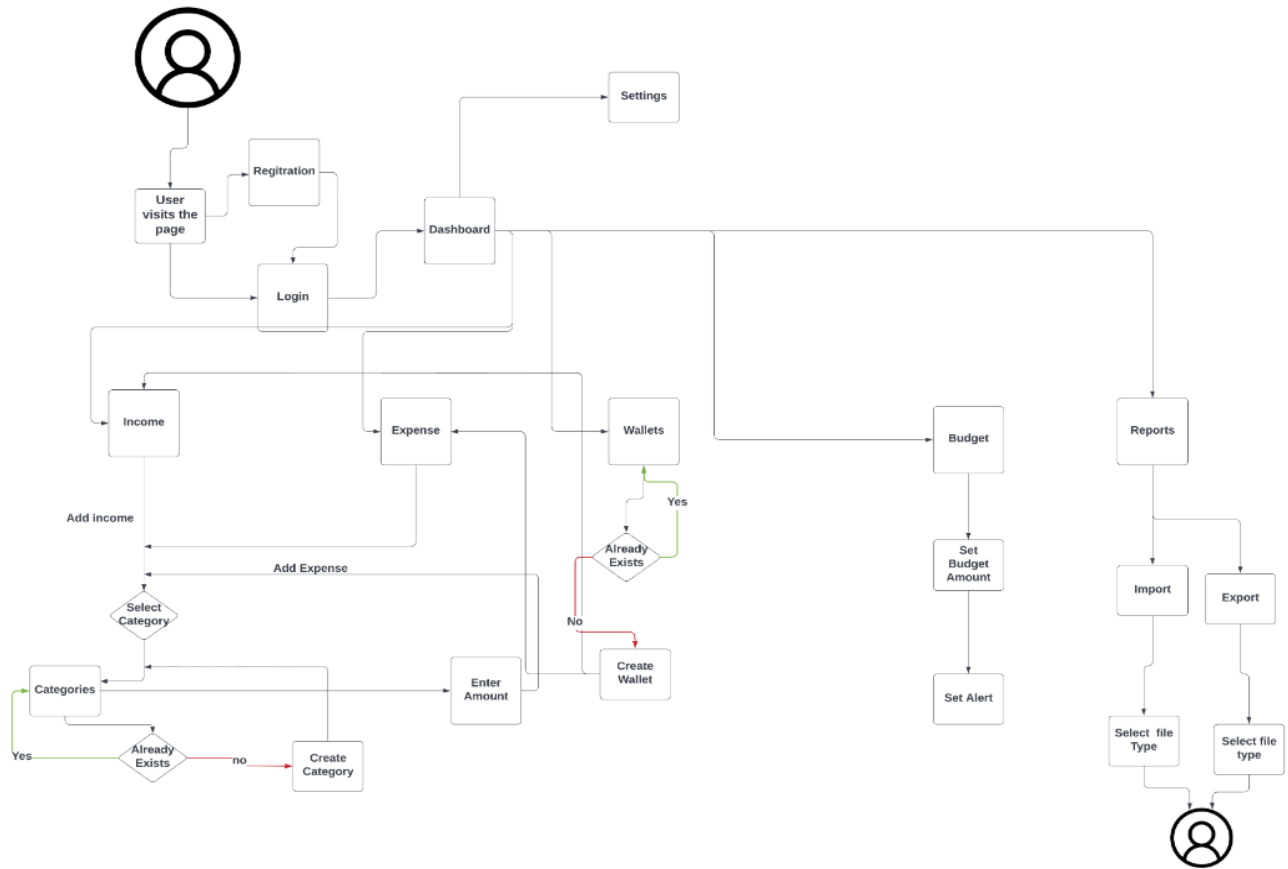 Settings
Regitration
User
visits the
page
Dashboard
Login
Income
Expense
Wallets
Budget
Reports
Yes
Add income
Already
Exists
Set
Budget
Amount
Add Expense
Import
Export
Select
Category
No
Categories
Enter
Amount
Create
Wallet
Set Alert
Select file
Type
Select file
type
Yes
Already
Exists
no
Create
Category